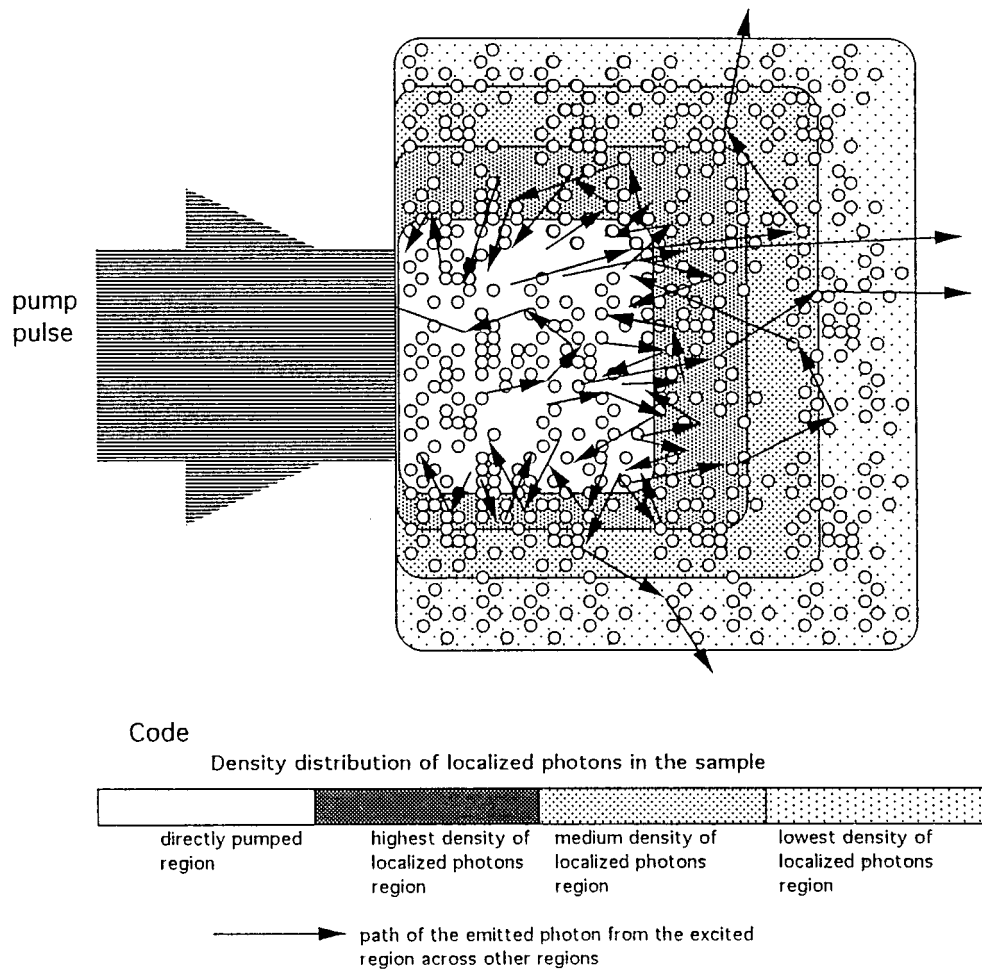 pump
pulse
Code
Density distribution of localized photons in the sample
directly pumped
region
highest density of
localized photons
region
medium density of
localized photons
region
lowest density of
localized photons
region
path of the emitted photon from the excited
region across other regions